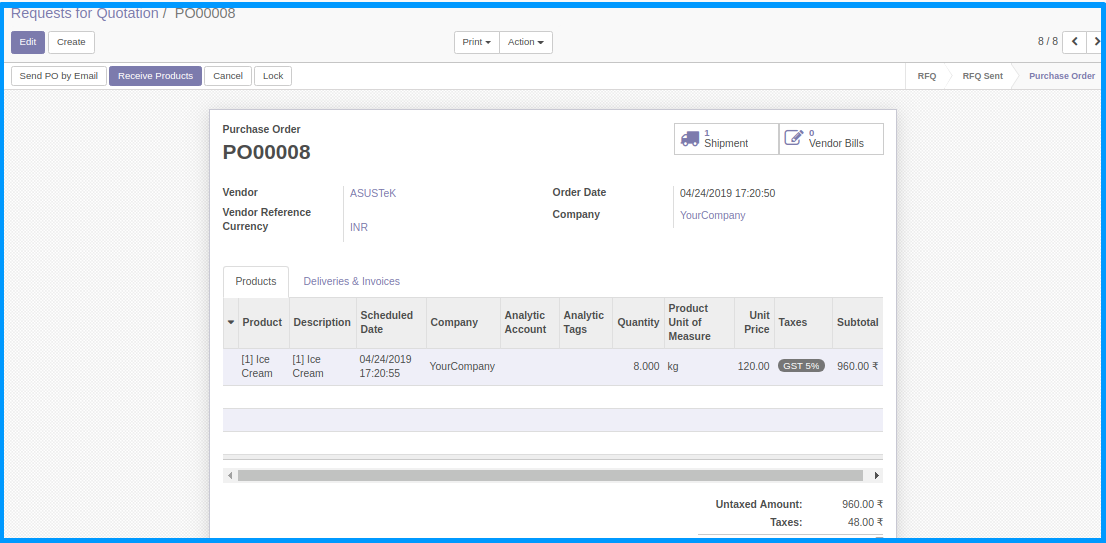 Requests for Quotation / PO00008
Edit Create Print Action 8 / 8
Send PO by Email Receive Products Cancel Lock RFQ RFQ Sent Purchase Order
1
Shipment
0
Vendor Bills
Purchase Order
PO00008
Vendor ASUSTeK
Vendor Reference
Currency INR
Order Date 04/24/2019 17:20:50
Company YourCompany
Products Deliveries & Invoices
Product Description Scheduled Date Company Analytic Account Analytic Tags Quantity Product Unit of Measure Unit Price Taxes Subtotal
[1] Ice Cream [1] Ice Cream 04/24/2019 17:20:55 YourCompany 8.000 kg 120.00 GST 5% 960.00 ₹
Untaxed Amount: 960.00 ₹
Taxes: 48.00 ₹